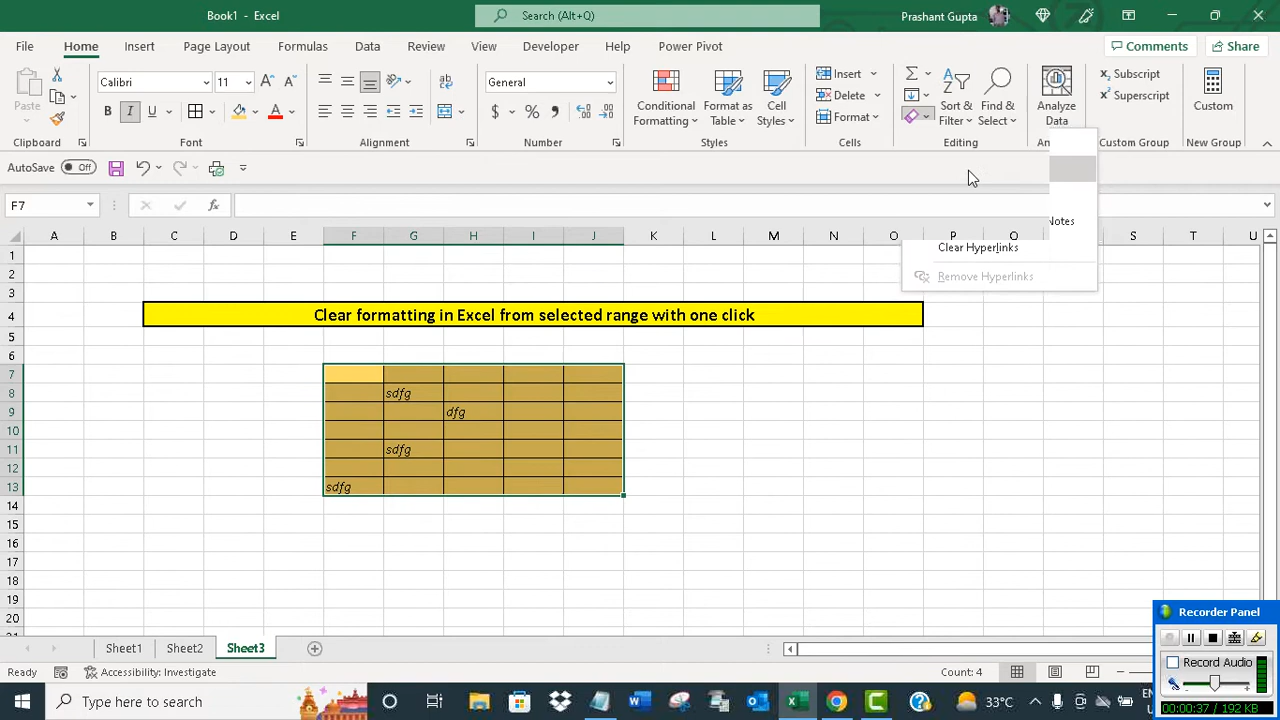 Book1 - Excel
Search (Alt+Q)
Prashant Gupta
File Home Insert Page Layout Formulas Data Review View Developer Help Power Pivot
Comments Share
Paste
Calibri 11
B I U
General
$ %
Conditional Formatting
Format as Table
Cell Styles
Insert
Delete
Format
Sort & Filter
Find & Select
Analyze Data
Subscript
Superscript
Custom
Clipboard Font Alignment Number Styles Cells Editing Custom Group New Group
AutoSave Off
F7
Notes
Clear Hyperlinks
Remove Hyperlinks
A B C D E F G H I J K L M N O P Q R S T U
1
2
3
4 Clear formatting in Excel from selected range with one click
5
6
7
8 sdfg
9 dfg
10
11 sdfg
12
13 sdfg
14
15
16
17
18
19
20
Sheet1 Sheet2 Sheet3
Ready Accessibility: Investigate Count: 4
Recorder Panel
Record Audio
00:00:37 / 192 KB
Type here to search
33°C